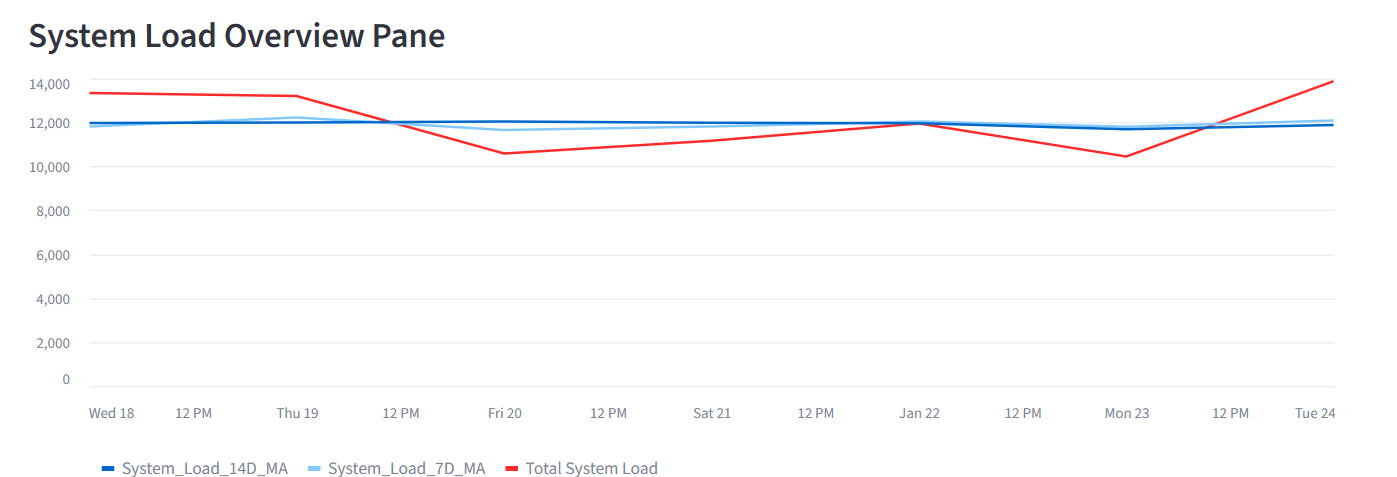 System Load Overview Pane
14,000
12,000
10,000
8,000
6,000
4,000
2,000
0
Wed 18 12 PM Thu 19 12 PM Fri 20 12 PM Sat 21 12 PM Jan 22 12 PM Mon 23 12 PM Tue 24
System_Load_14D_MA System_Load_7D_MA Total System Load